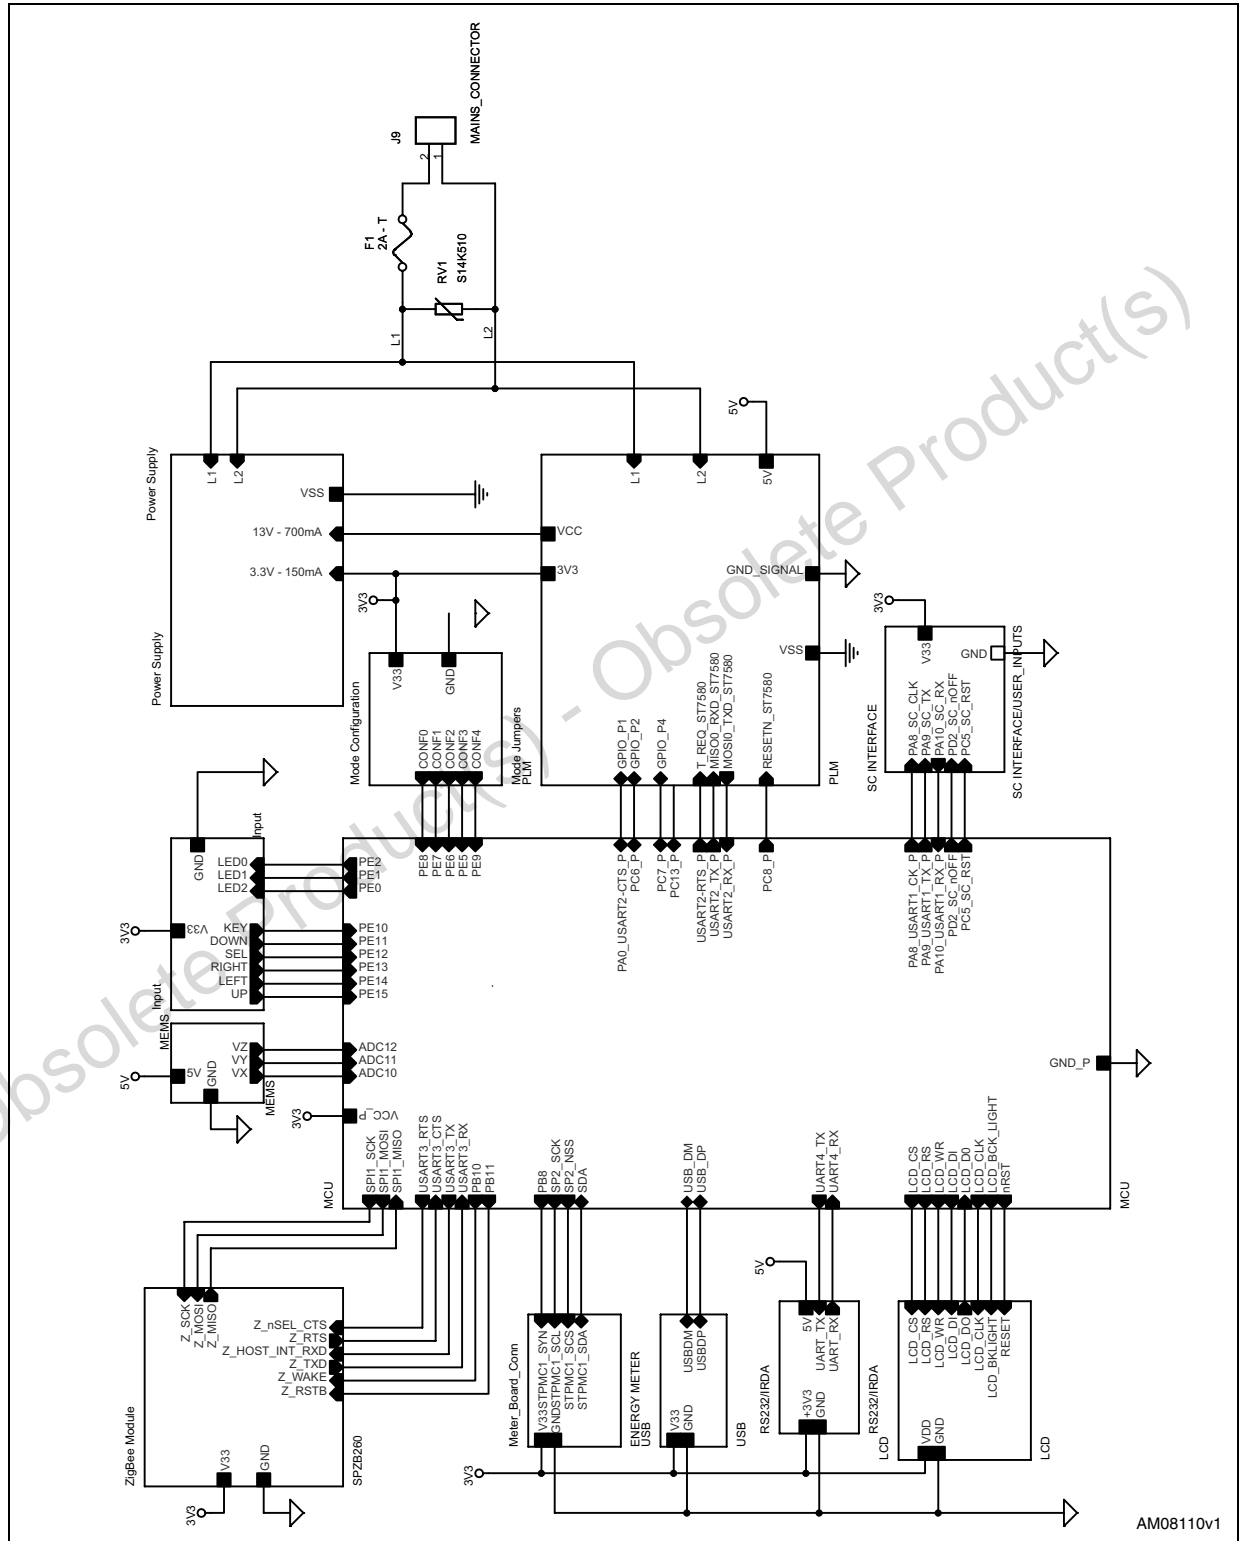 J9
MAINS_CONNECTOR
2
1
F1
2A - T
RV1
S14K510
L1
L2
Power Supply
L1
L2
VSS
13V - 700mA
3.3V - 150mA
Power Supply
3V3
Mode Configuration
V33
GND
CONF0
CONF1
CONF2
CONF3
CONF4
Mode Jumpers
PLM
L1
L2
5V
5V
VCC
3V3
GND_SIGNAL
VSS
GPIO_P1
GPIO_P2
GPIO_P4
T_REQ_ST7580
MISO0_RXD_ST7580
MOSI0_TXD_ST7580
RESETN_ST7580
PLM
3V3
SC INTERFACE
V33
GND
PA8_SC_CLK
PA9_SC_TX
PA10_SC_RX
PD2_SC_nOFF
PC5_SC_RST
SC INTERFACE/USER_INPUTS
Input
GND
LED0
LED1
LED2
3V3
V33
KEY
DOWN
SEL
RIGHT
LEFT
UP
Input
MEMS
5V
5V
GND
VZ
VY
VX
MEMS
PE8
PE7
PE6
PE5
PE9
PE2
PE1
PE0
PE10
PE11
PE12
PE13
PE14
PE15
ADC12
ADC11
ADC10
3V3
VCC_P
PA0_USART2-CTS_P
PC6_P
PC7_P
PC13_P
USART2-RTS_P
USART2_TX_P
USART2_RX_P
PC8_P
PA8_USART1_CK_P
PA9_USART1_TX_P
PA10_USART1_RX_P
PD2_SC_nOFF
PC5_SC_RST
GND_P
MCU
SPI1_SCK
SPI1_MOSI
SPI1_MISO
USART3_RTS
USART3_CTS
USART3_TX
USART3_RX
PB10
PB11
PB8
SP2_SCK
SP2_NSS
SDA
USB_DM
USB_DP
UART4_TX
UART4_RX
LCD_CS
LCD_RS
LCD_WR
LCD_DI
LCD_D0
LCD_CLK
LCD_BCK_LIGHT
nRST
MCU
ZigBee Module
Z_SCK
Z_MOSI
Z_MISO
Z_nSEL_CTS
Z_RTS
Z_HOST_INT_RXD
Z_TXD
Z_WAKE
Z_RSTB
V33
GND
3V3
SPZB260
Meter_Board_Conn
V33STPMC1_SYN
GNDSTPMC1_SCL
STPMC1_SCS
STPMC1_SDA
ENERGY METER
USB
USBDM
USBDP
V33
GND
USB
5V
RS232/IRDA
5V
UART_TX
UART_RX
+3V3
GND
RS232/IRDA
LCD
LCD_CS
LCD_RS
LCD_WR
LCD_DI
LCD_DO
LCD_CLK
LCD_BKLIGHT
RESET
VDD
GND
LCD
3V3
Obsolete Product(s) - Obsolete Product(s)
AM08110v1